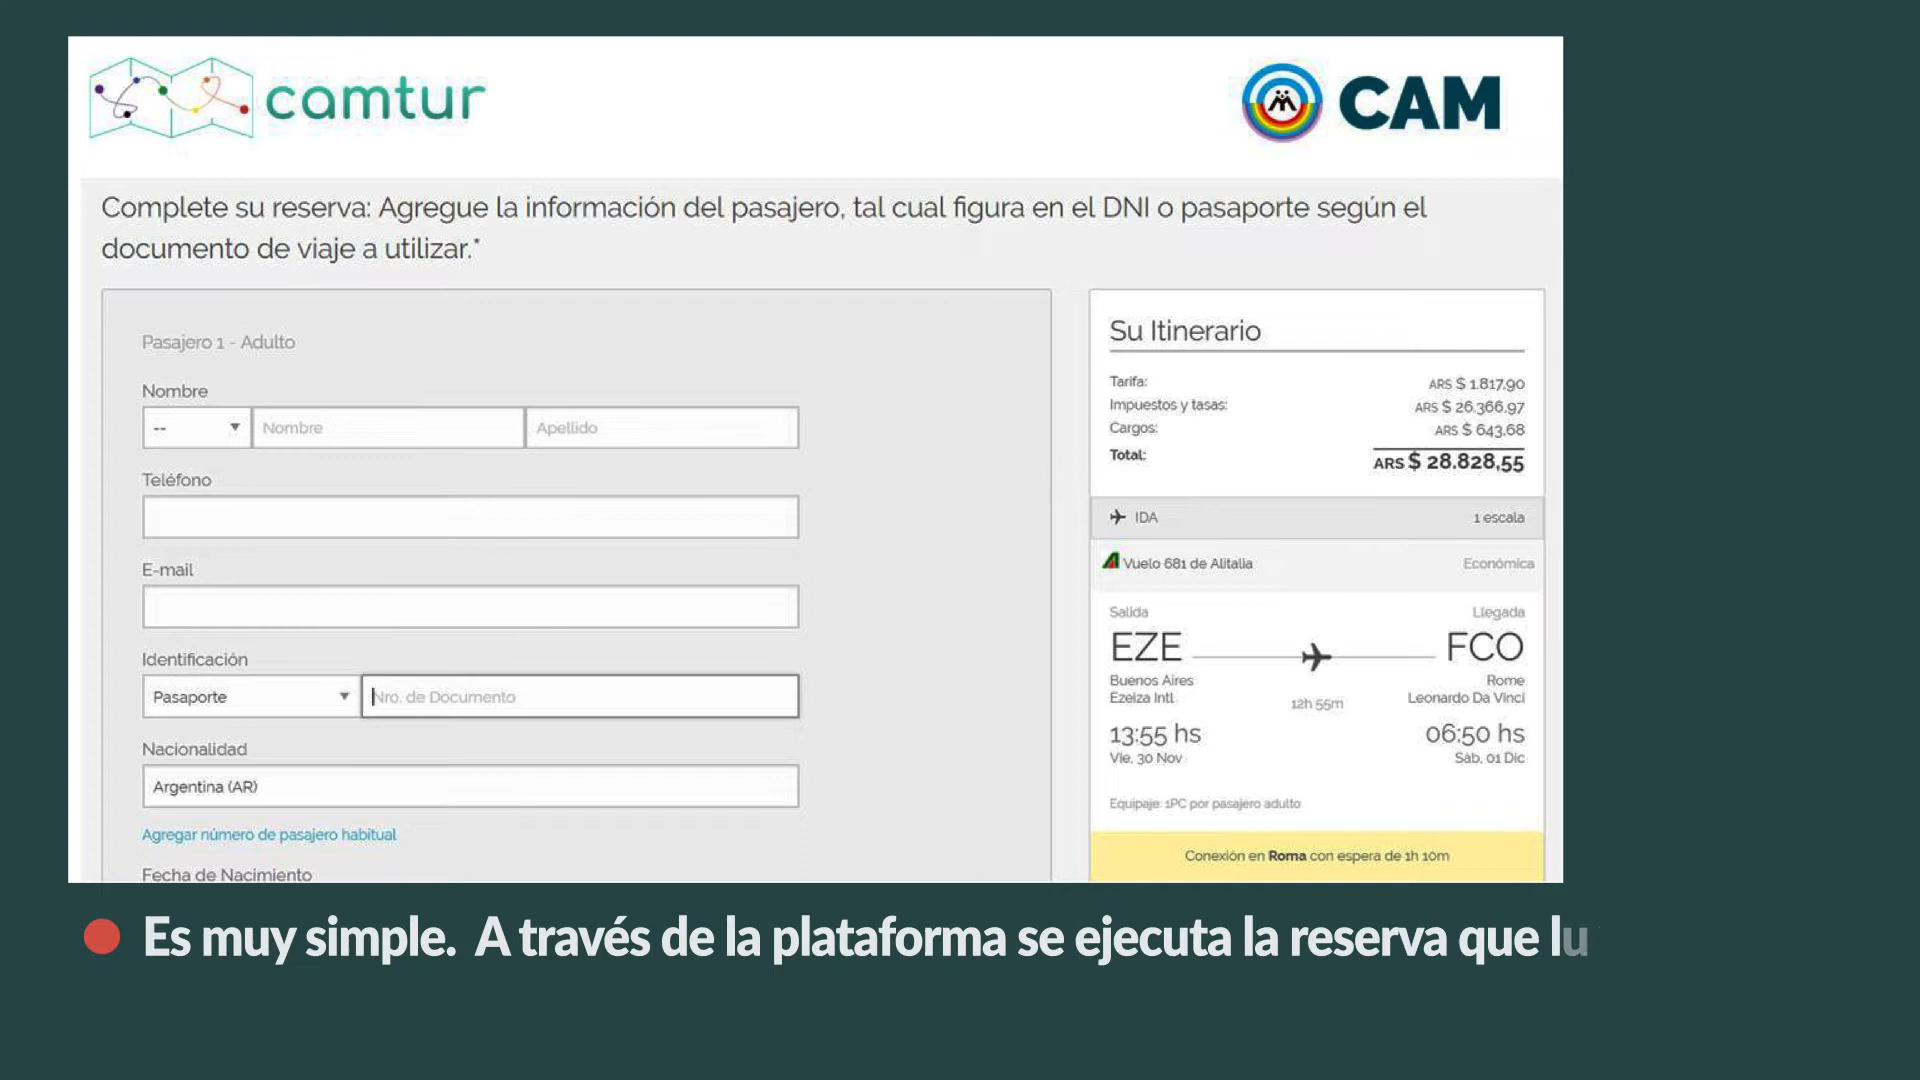 camtur
CAM
Complete su reserva: Agregue la información del pasajero, tal cual figura en el DNI o pasaporte según el
documento de viaje a utilizar.*
Pasajero 1 - Adulto
Nombre
-- Nombre Apellido
Teléfono
E-mail
Identificación
Pasaporte Nro. de Documento
Nacionalidad
Argentina (AR)
Agregar número de pasajero habitual
Fecha de Nacimiento
Su Itinerario
Tarifa: ARS $ 1.817,90
Impuestos y tasas: ARS $ 26.366,97
Cargos: ARS $ 643,68
Total: ARS $ 28.828,55
IDA 1 escala
Vuelo 681 de Alitalia Económica
Salida Llegada
EZE FCO
Buenos Aires Rome
Ezeiza Intl Leonardo Da Vinci
12h 55m
13:55 hs 06:50 hs
Vie, 30 Nov Sáb, 01 Dic
Equipaje: 1PC por pasajero adulto
Conexión en Roma con espera de 1h 10m
Es muy simple. A través de la plataforma se ejecuta la reserva que lu